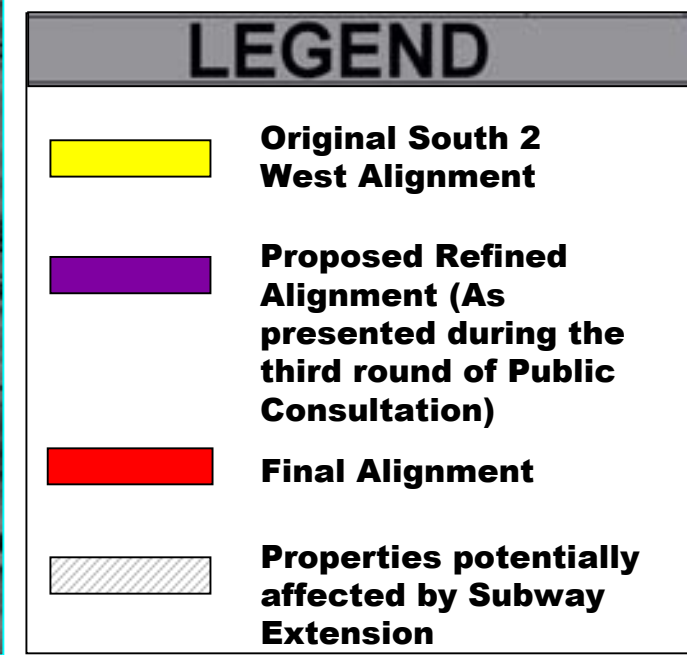 LEGEND
Original South 2
West Alignment
Proposed Refined
Alignment (As
presented during the
third round of Public
Consultation)
Final Alignment
Properties potentially
affected by Subway
Extension